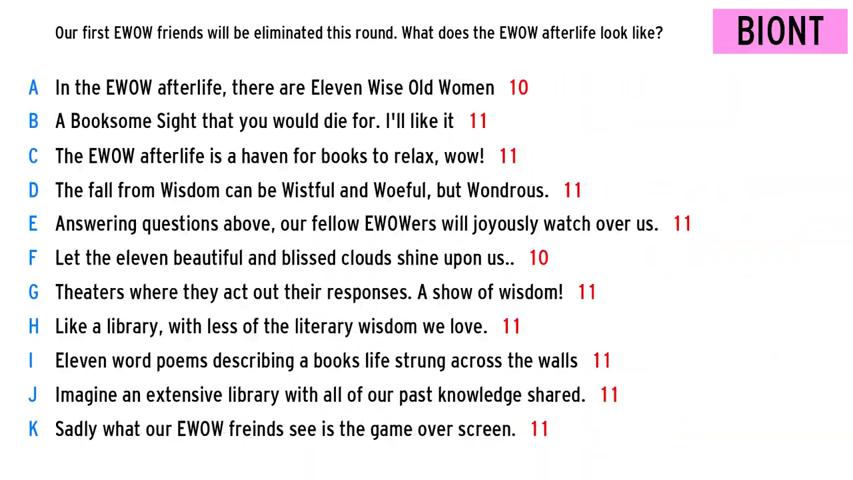 Our first EWOW friends will be eliminated this round. What does the EWOW afterlife look like?
BIONT
A In the EWOW afterlife, there are Eleven Wise Old Women 10
B A Booksome Sight that you would die for. I'll like it 11
C The EWOW afterlife is a haven for books to relax, wow! 11
D The fall from Wisdom can be Wistful and Woeful, but Wondrous. 11
E Answering questions above, our fellow EWOWers will joyously watch over us. 11
F Let the eleven beautiful and blissed clouds shine upon us.. 10
G Theaters where they act out their responses. A show of wisdom! 11
H Like a library, with less of the literary wisdom we love. 11
I Eleven word poems describing a books life strung across the walls 11
J Imagine an extensive library with all of our past knowledge shared. 11
K Sadly what our EWOW freinds see is the game over screen. 11